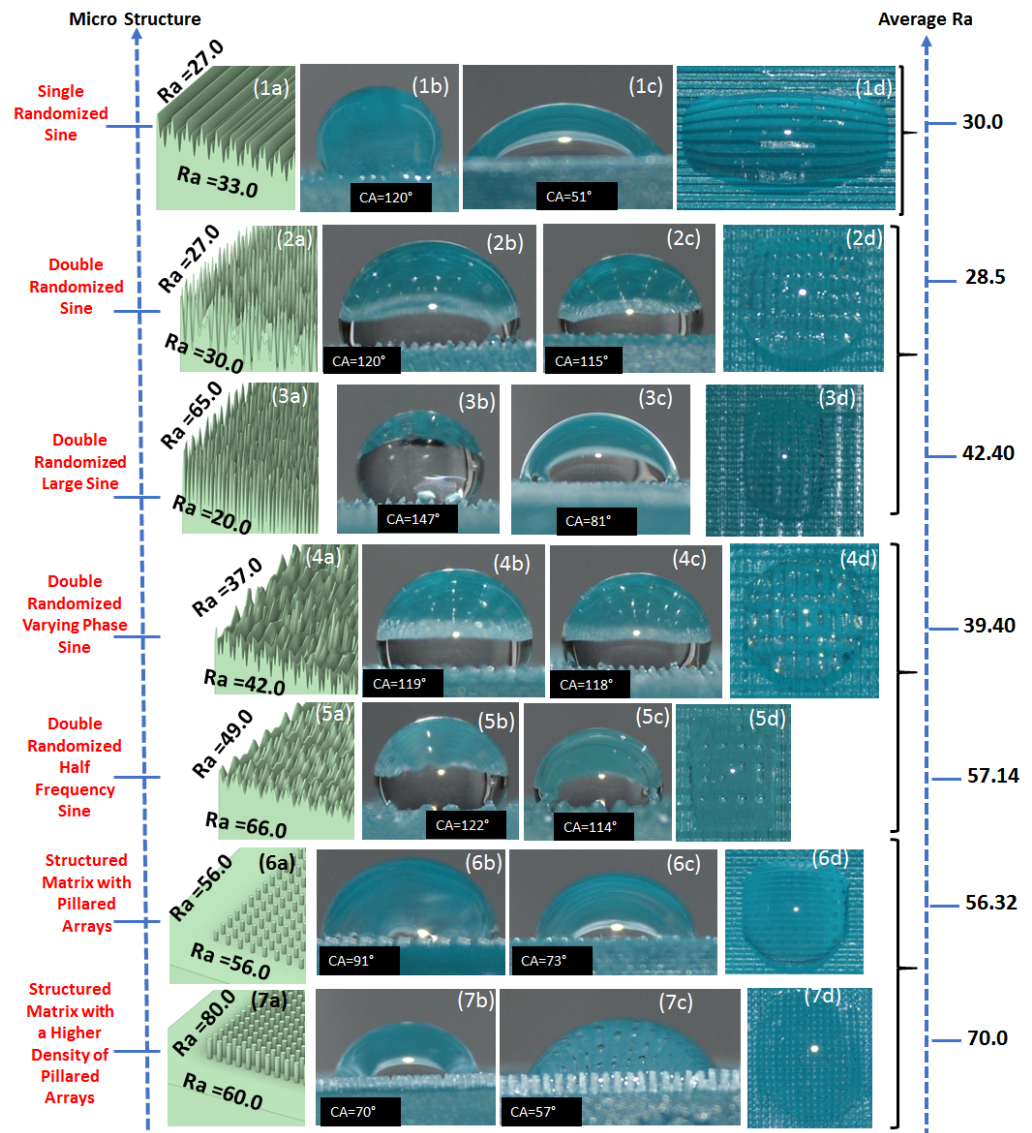 Micro Structure
Average Ra
Single
Randomized
Sine
Ra =27.0
Ra =33.0
(1a)
(1b)
CA=120°
(1c)
CA=51°
(1d)
30.0
Double
Randomized
Sine
Ra =27.0
Ra =30.0
(2a)
(2b)
CA=120°
(2c)
CA=115°
(2d)
28.5
Double
Randomized
Large Sine
Ra =65.0
Ra =20.0
(3a)
(3b)
CA=147°
(3c)
CA=81°
(3d)
42.40
Double
Randomized
Varying Phase
Sine
Ra =37.0
Ra =42.0
(4a)
(4b)
CA=119°
(4c)
CA=118°
(4d)
39.40
Double
Randomized
Half
Frequency
Sine
Ra =49.0
Ra =66.0
(5a)
(5b)
CA=122°
(5c)
CA=114°
(5d)
57.14
Structured
Matrix with
Pillared
Arrays
Ra =56.0
Ra =56.0
(6a)
(6b)
CA=91°
(6c)
CA=73°
(6d)
56.32
Structured
Matrix with
a Higher
Density of
Pillared
Arrays
Ra =80.0
Ra =60.0
(7a)
(7b)
CA=70°
(7c)
CA=57°
(7d)
70.0